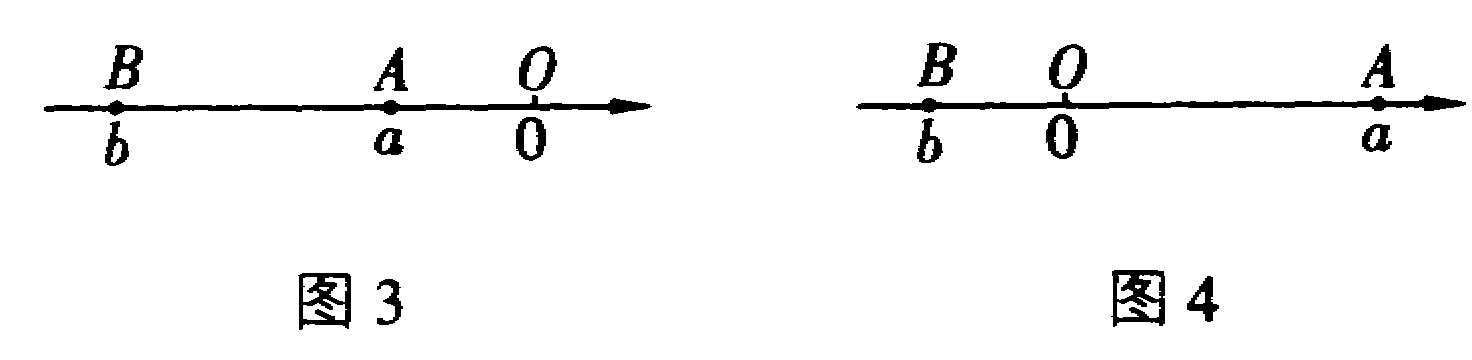 B A O
b a 0
图 3
B O A
b 0 a
图 4